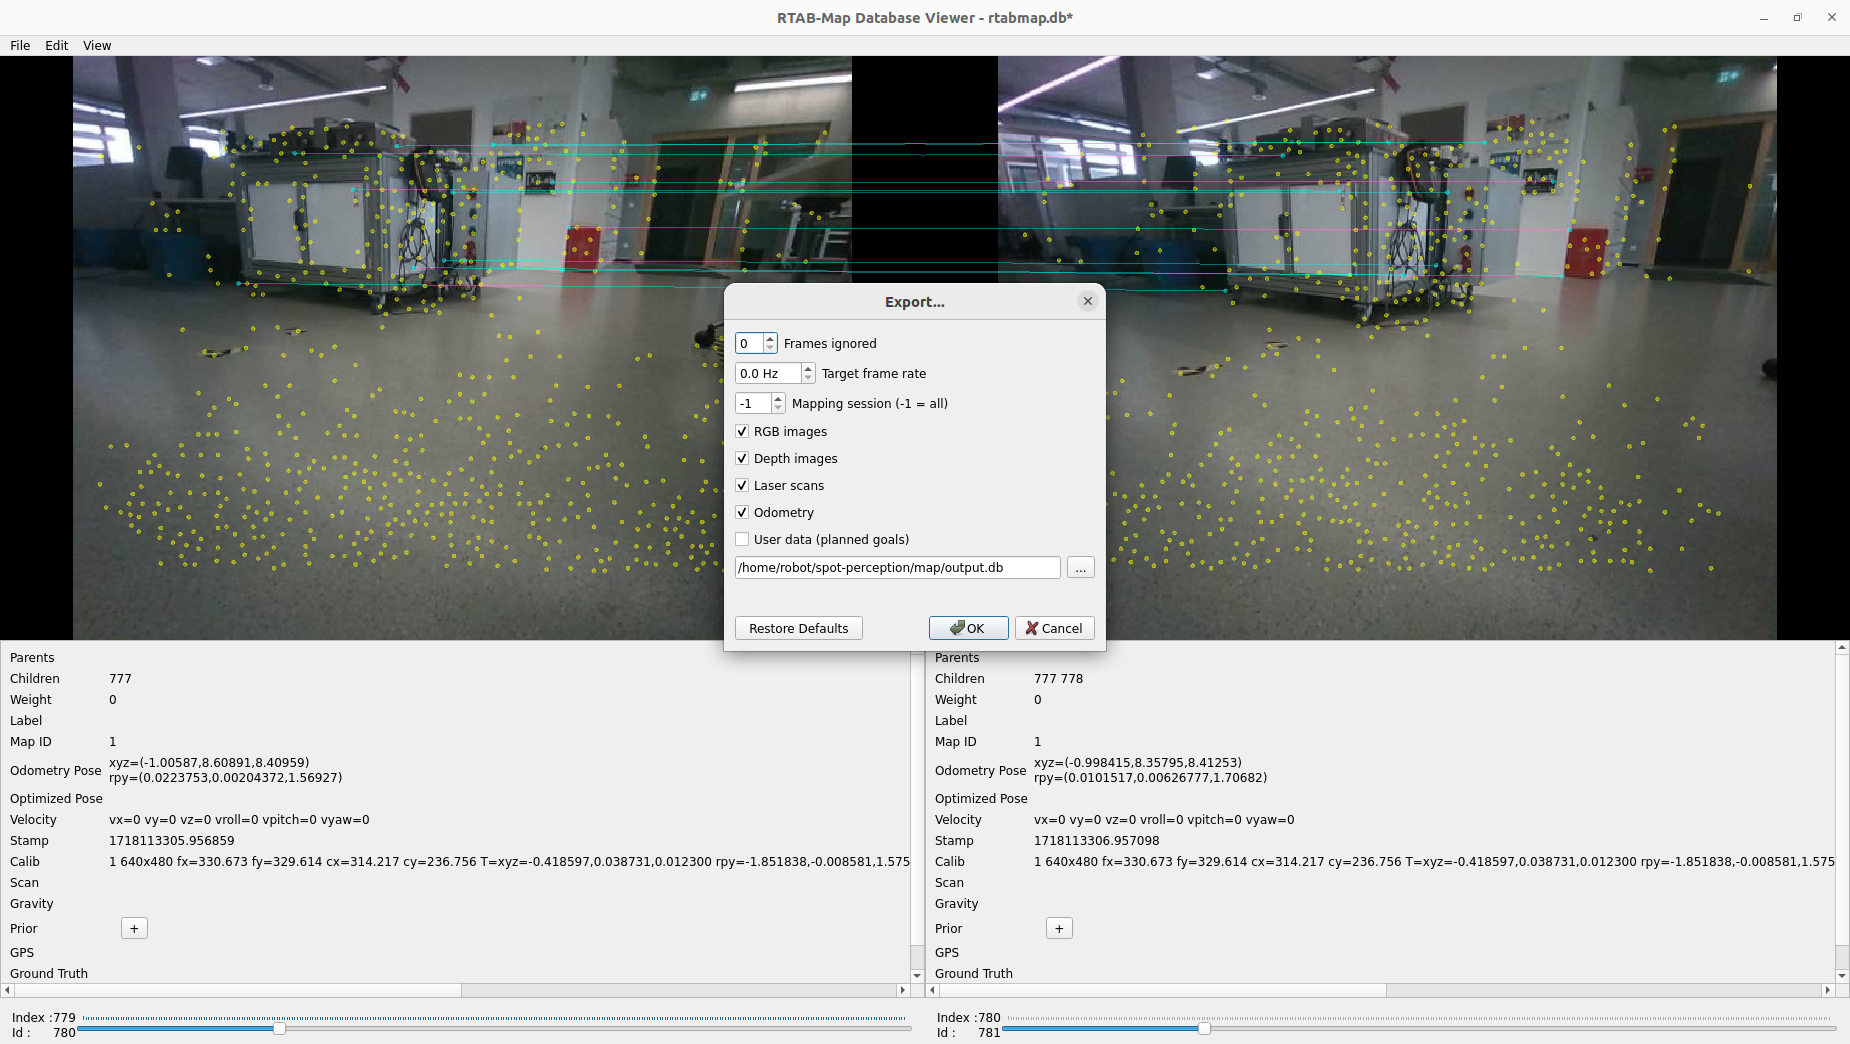 RTAB-Map Database Viewer - rtabmap.db*
File Edit View
Export...
0 Frames ignored
0.0 Hz Target frame rate
-1 Mapping session (-1 = all)
RGB images
Depth images
Laser scans
Odometry
User data (planned goals)
/home/robot/spot-perception/map/output.db ...
Restore Defaults OK Cancel
Parents
Children 777
Weight 0
Label
Map ID 1
Odometry Pose xyz=(-1.00587,8.60891,8.40959)
rpy=(0.0223753,0.00204372,1.56927)
Optimized Pose
Velocity vx=0 vy=0 vz=0 vroll=0 vpitch=0 vyaw=0
Stamp 1718113305.956859
Calib 1 640x480 fx=330.673 fy=329.614 cx=314.217 cy=236.756 T=xyz=-0.418597,0.038731,0.012300 rpy=-1.851838,-0.008581,1.575
Scan
Gravity
Prior +
GPS
Ground Truth
Index :779
Id : 780
Parents
Children 777 778
Weight 0
Label
Map ID 1
Odometry Pose xyz=(-0.998415,8.35795,8.41253)
rpy=(0.0101517,0.00626777,1.70682)
Optimized Pose
Velocity vx=0 vy=0 vz=0 vroll=0 vpitch=0 vyaw=0
Stamp 1718113306.957098
Calib 1 640x480 fx=330.673 fy=329.614 cx=314.217 cy=236.756 T=xyz=-0.418597,0.038731,0.012300 rpy=-1.851838,-0.008581,1.575
Scan
Gravity
Prior +
GPS
Ground Truth
Index :780
Id : 781